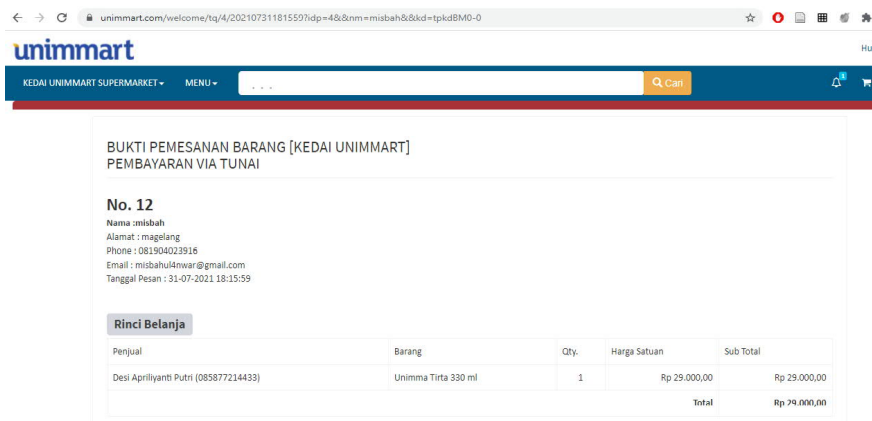 unimmart.com/welcome/tq/4/20210731181559?idp=4&&nm=misbah&&kd=tpkdBM0-0
unimmart
Hu
KEDAI UNIMMART SUPERMARKET MENU . . . Cari
BUKTI PEMESANAN BARANG [KEDAI UNIMMART]
PEMBAYARAN VIA TUNAI
No. 12
Nama :misbah
Alamat : magelang
Phone : 081904023916
Email : misbahul4nwar@gmail.com
Tanggal Pesan : 31-07-2021 18:15:59
Rinci Belanja
Penjual Barang Qty. Harga Satuan Sub Total
Desi Apriliyanti Putri (085877214433) Unimma Tirta 330 ml 1 Rp 29.000,00 Rp 29.000,00
Total Rp 29.000,00